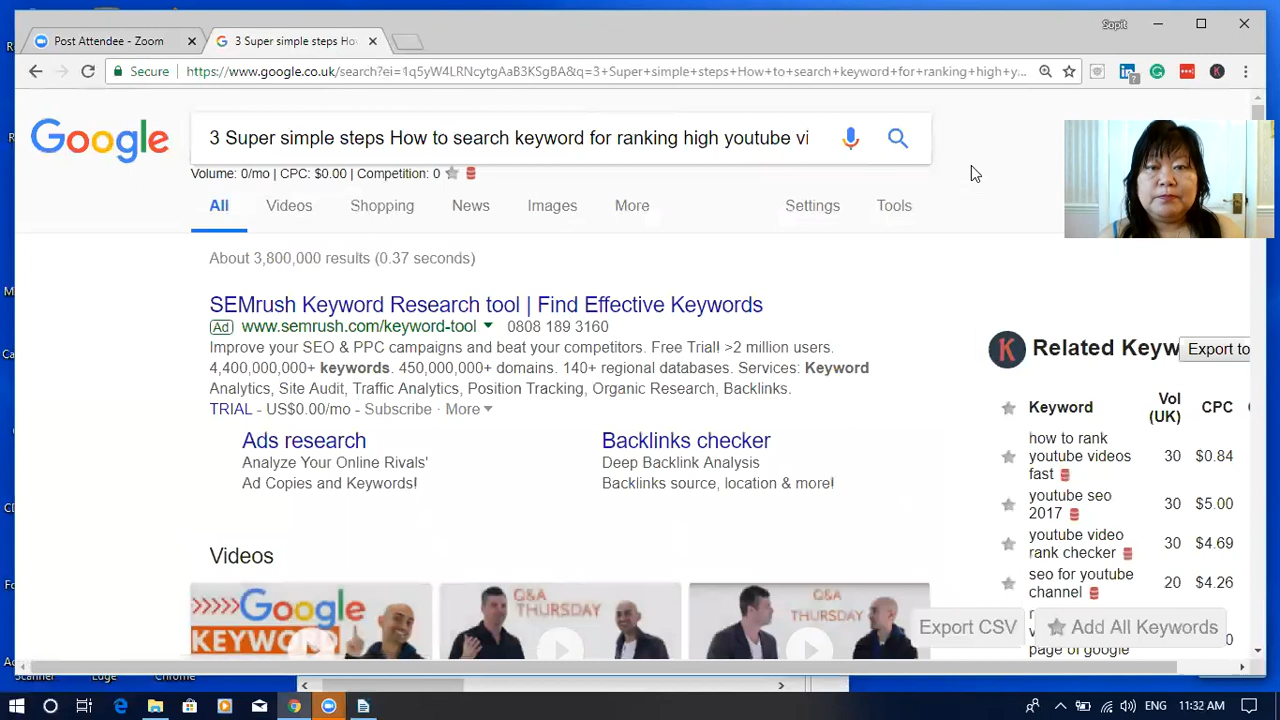 Sopit
Post Attendee - Zoom
3 Super simple steps Ho
Secure
https://www.google.co.uk/search?ei=1q5yW4LRNcytgAaB3KSgBA&q=3+Super+simple+steps+How+to+search+keyword+for+ranking+high+y...
Google
3 Super simple steps How to search keyword for ranking high youtube vi
Volume: 0/mo | CPC: $0.00 | Competition: 0
All Videos Shopping News Images More Settings Tools
About 3,800,000 results (0.37 seconds)
SEMrush Keyword Research tool | Find Effective Keywords
Ad www.semrush.com/keyword-tool 0808 189 3160
Improve your SEO & PPC campaigns and beat your competitors. Free Trial! >2 million users.
4,400,000,000+ keywords. 450,000,000+ domains. 140+ regional databases. Services: Keyword
Analytics, Site Audit, Traffic Analytics, Position Tracking, Organic Research, Backlinks.
TRIAL - US$0.00/mo - Subscribe · More
Ads research
Analyze Your Online Rivals'
Ad Copies and Keywords!
Backlinks checker
Deep Backlink Analysis
Backlinks source, location & more!
Videos
Google
KEYWORD
Q&A
THURSDAY
Q&A
THURSDAY
K
Related Keyw
Export to
Keyword
Vol
(UK)
CPC
how to rank
youtube videos
fast
30 $0.84
youtube seo
2017
30 $5.00
youtube video
rank checker
30 $4.69
seo for youtube
channel
20 $4.26
page of google
Export CSV
Add All Keywords
Scanner
Edge
Chrome
ENG
11:32 AM